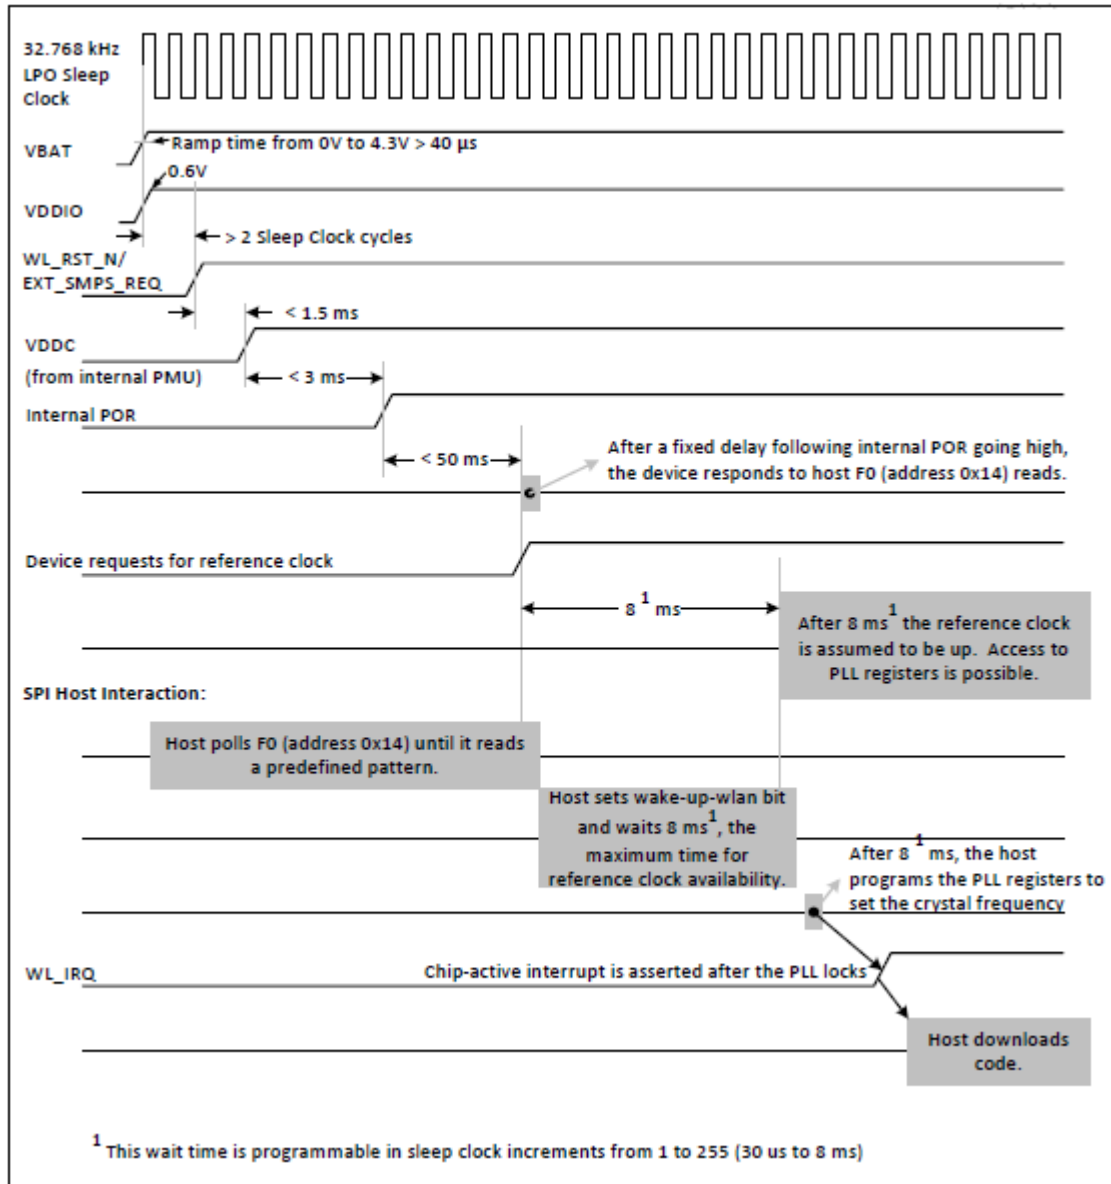 32.768 kHz
LPO Sleep
Clock
Ramp time from 0V to 4.3V > 40 µs
VBAT
0.6V
VDDIO
> 2 Sleep Clock cycles
WL_RST_N/
EXT_SMPS_REQ
< 1.5 ms
VDDC
(from internal PMU)
< 3 ms
Internal POR
After a fixed delay following internal POR going high,
the device responds to host F0 (address 0x14) reads.
< 50 ms
Device requests for reference clock
8 1 ms
After 8 ms1 the reference clock
is assumed to be up. Access to
PLL registers is possible.
SPI Host Interaction:
Host polls F0 (address 0x14) until it reads
a predefined pattern.
Host sets wake-up-wlan bit
and waits 8 ms1, the
maximum time for
reference clock availability.
After 8 1 ms, the host
programs the PLL registers to
set the crystal frequency
WL_IRQ
Chip-active interrupt is asserted after the PLL locks
Host downloads
code.
1 This wait time is programmable in sleep clock increments from 1 to 255 (30 us to 8 ms)